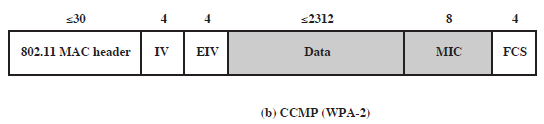 ≤30 4 4 ≤2312 8 4
802.11 MAC header IV EIV Data MIC FCS
(b) CCMP (WPA-2)